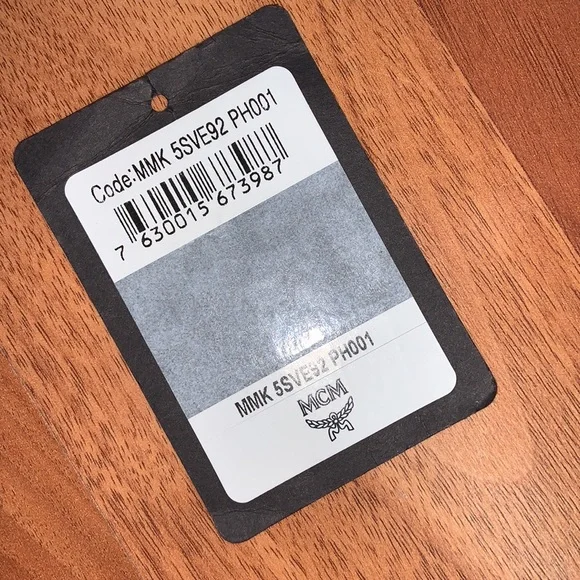 Code:MMK 5SVE92 PH001
7 630015 673987
MMK 5SVE92 PH001
MCM